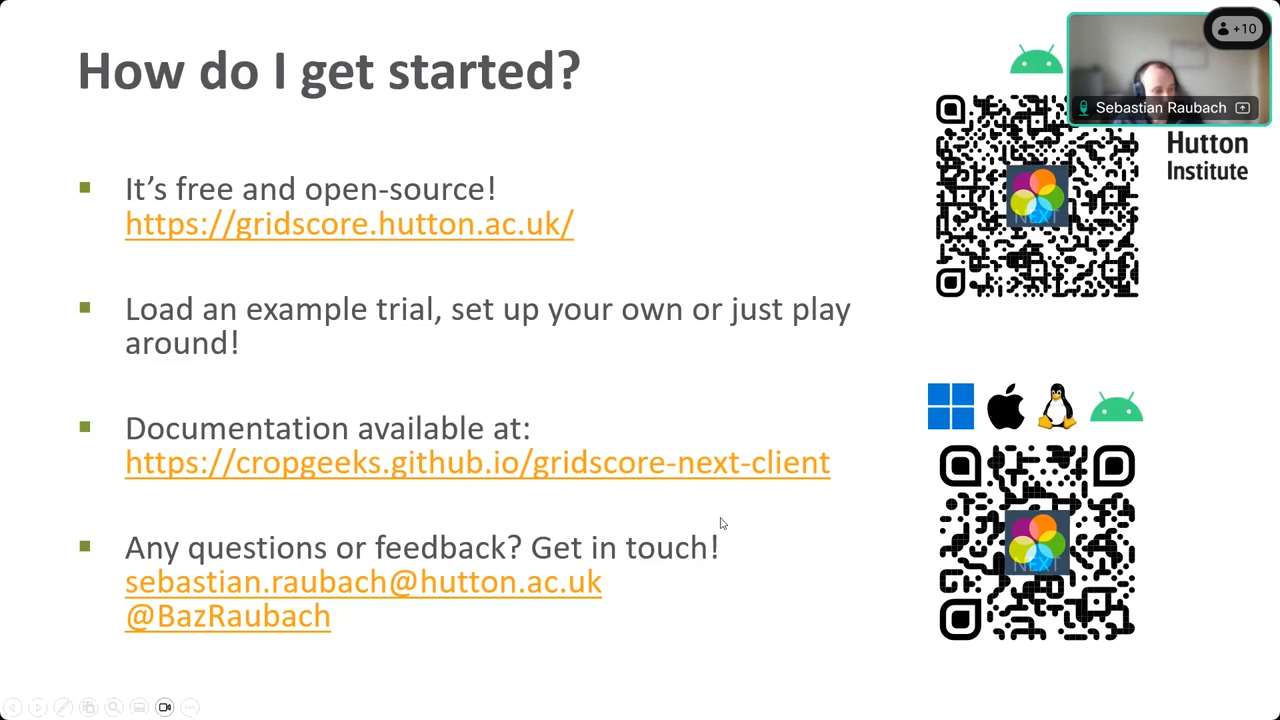 How do I get started?
+10
Sebastian Raubach
Hutton
Institute
It's free and open-source!
https://gridscore.hutton.ac.uk/
Load an example trial, set up your own or just play
around!
Documentation available at:
https://cropgeeks.github.io/gridscore-next-client
Any questions or feedback? Get in touch!
sebastian.raubach@hutton.ac.uk
@BazRaubach
NEXT
NEXT